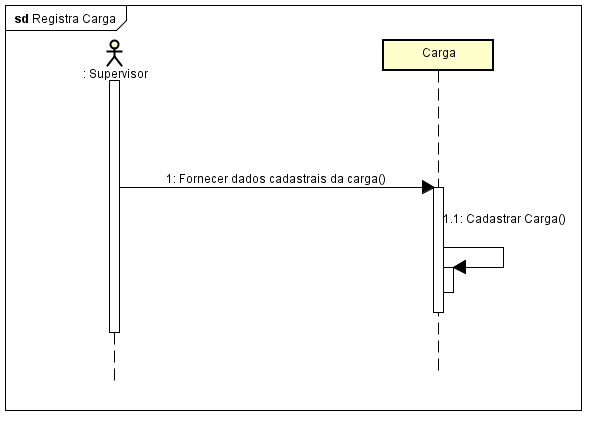 sd Registra Carga
: Supervisor
Carga
1: Fornecer dados cadastrais da carga()
1.1: Cadastrar Carga()